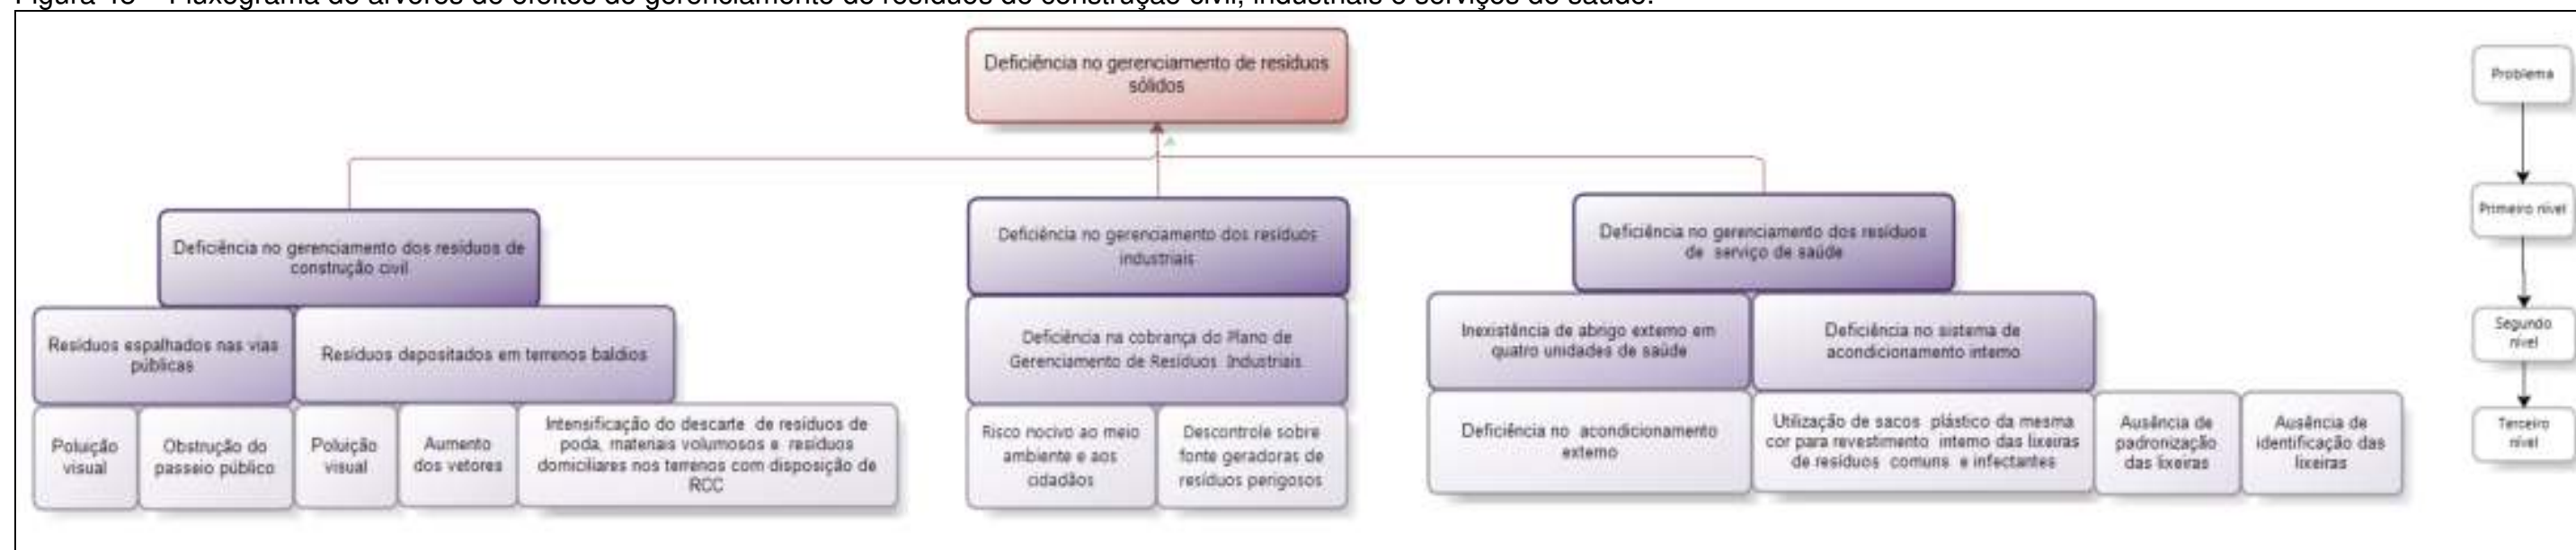 Deficiência no gerenciamento de resíduos
sólidos
Problema
Deficiência no gerenciamento dos resíduos de
construção civil
Deficiência no gerenciamento dos resíduos
industriais
Deficiência no gerenciamento dos resíduos
de serviço de saúde
Primeiro nível
Resíduos espalhados nas vias
públicas
Resíduos depositados em terrenos baldios
Deficiência na cobrança do Plano de
Gerenciamento de Resíduos Industriais
Inexistência de abrigo externo em
quatro unidades de saúde
Deficiência no sistema de
acondicionamento interno
Segundo
nível
Poluição
visual
Obstrução do
passeio público
Poluição
visual
Aumento
dos vetores
Intensificação do descarte de resíduos de
poda, materiais volumosos e resíduos
domiciliares nos terrenos com disposição de
RCC
Risco nocivo ao meio
ambiente e aos
cidadãos
Descontrole sobre
fonte geradoras de
resíduos perigosos
Deficiência no acondicionamento
externo
Utilização de sacos plástico da mesma
cor para revestimento interno das lixeiras
de resíduos comuns e infectantes
Ausência de
padronização
das lixeiras
Ausência de
identificação das
lixeiras
Terceiro
nível